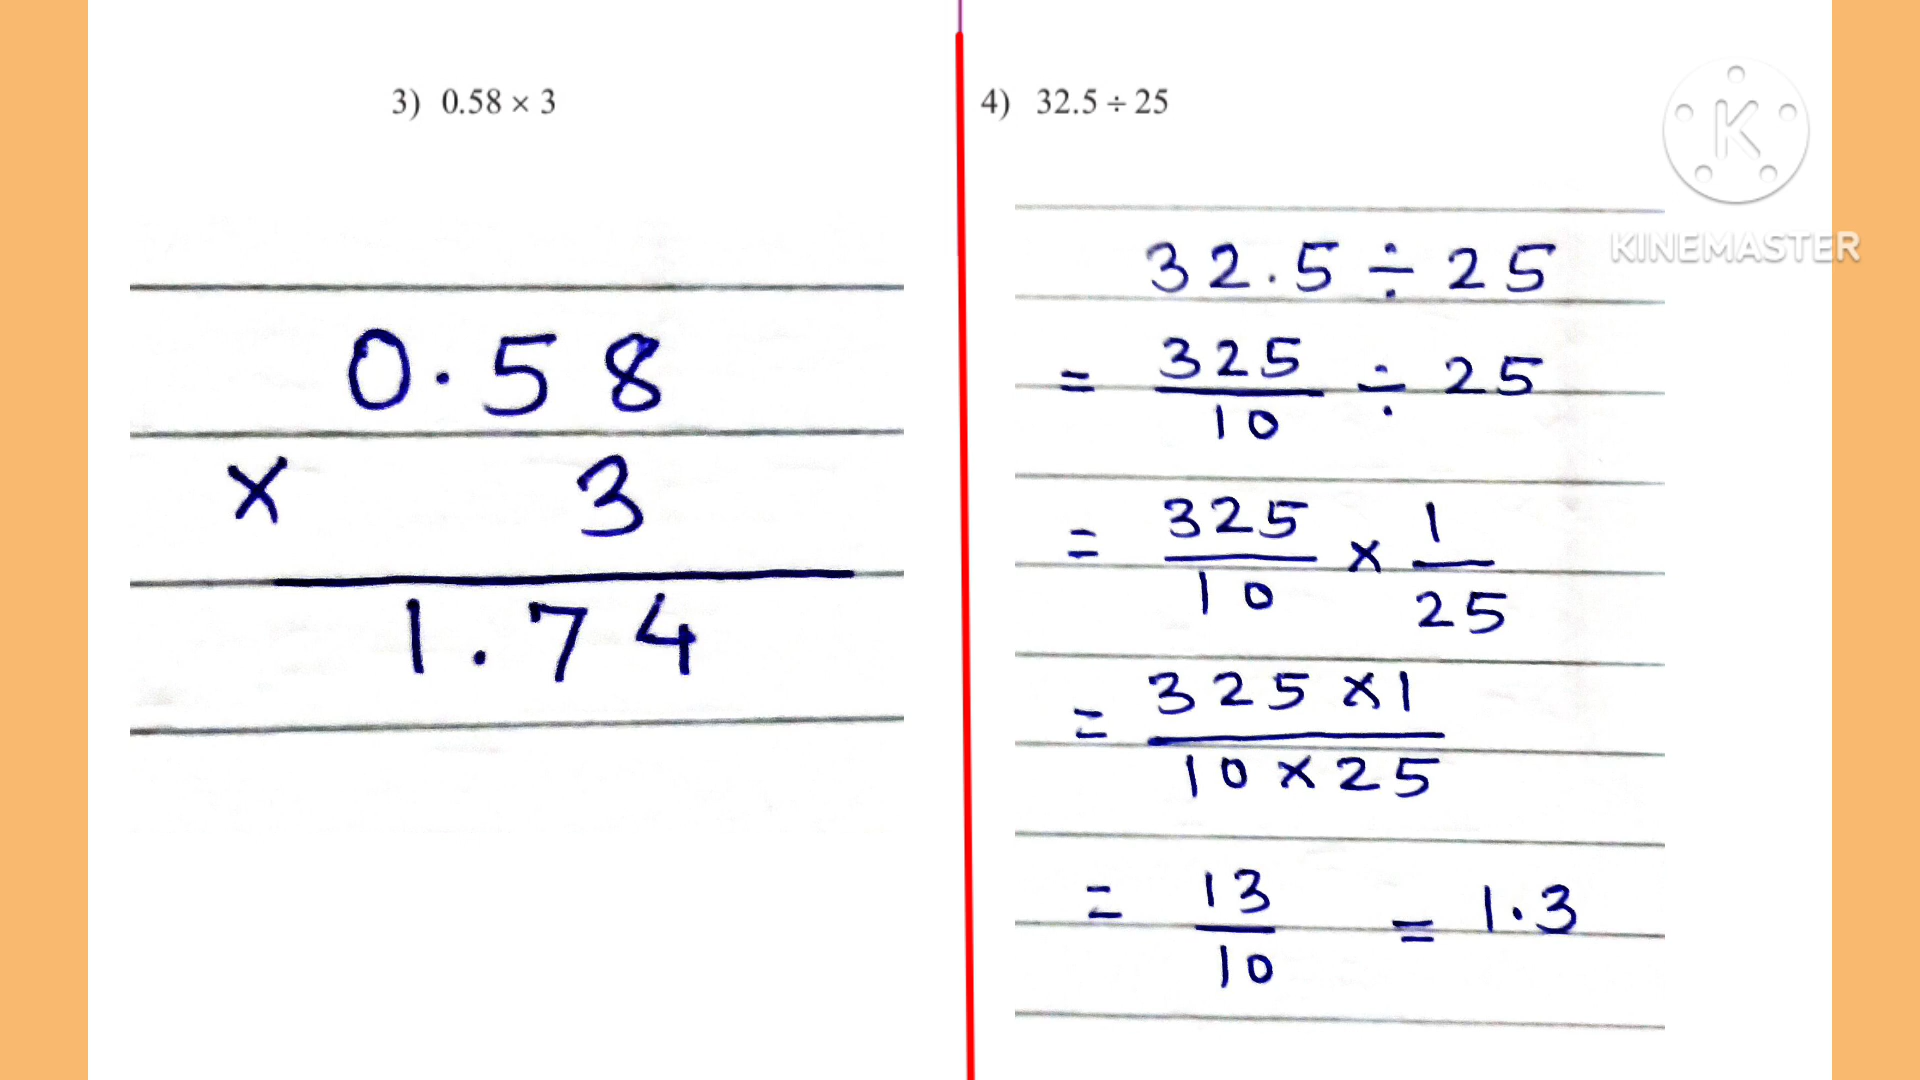 3) 0.58 × 3
0.58
× 3
1.74
4) 32.5 ÷ 25
K
KINEMASTER
32.5 ÷ 25
= 325/10 ÷ 25
= 325/10 × 1/25
= 325 × 1/10 × 25
= 13/10 = 1.3